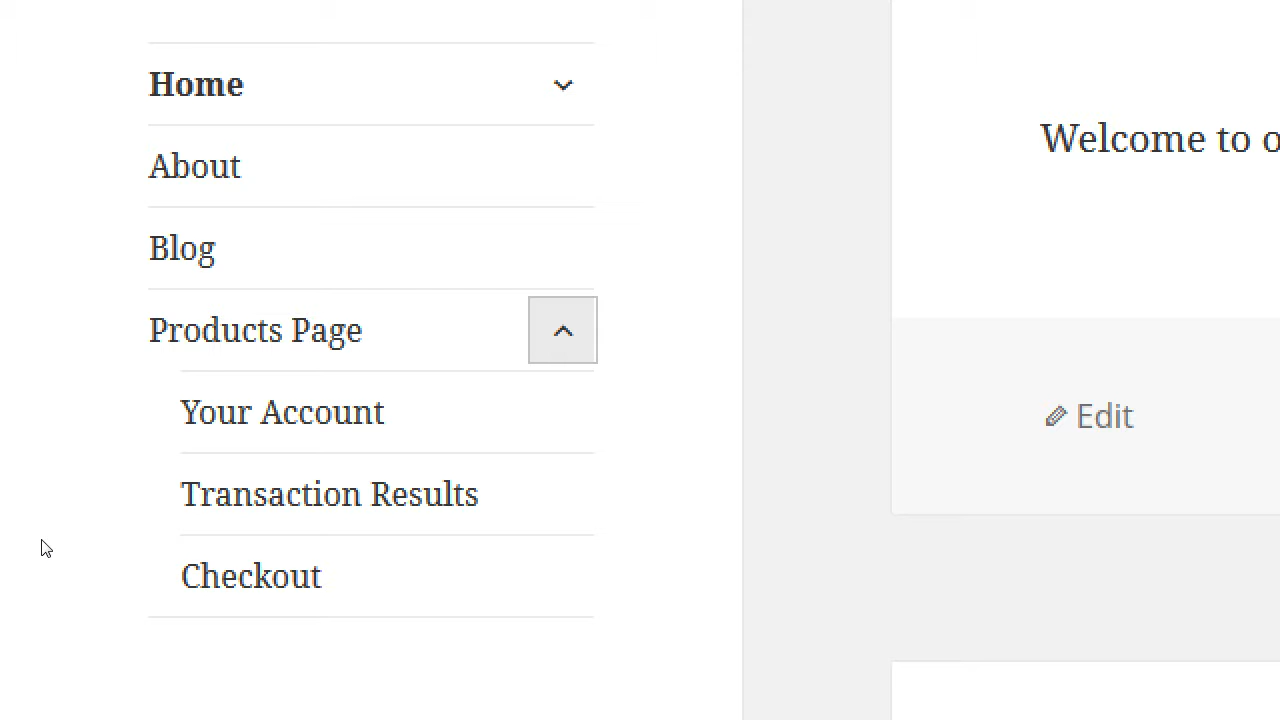 Home
About
Blog
Products Page
Your Account
Transaction Results
Checkout
Welcome to
Edit